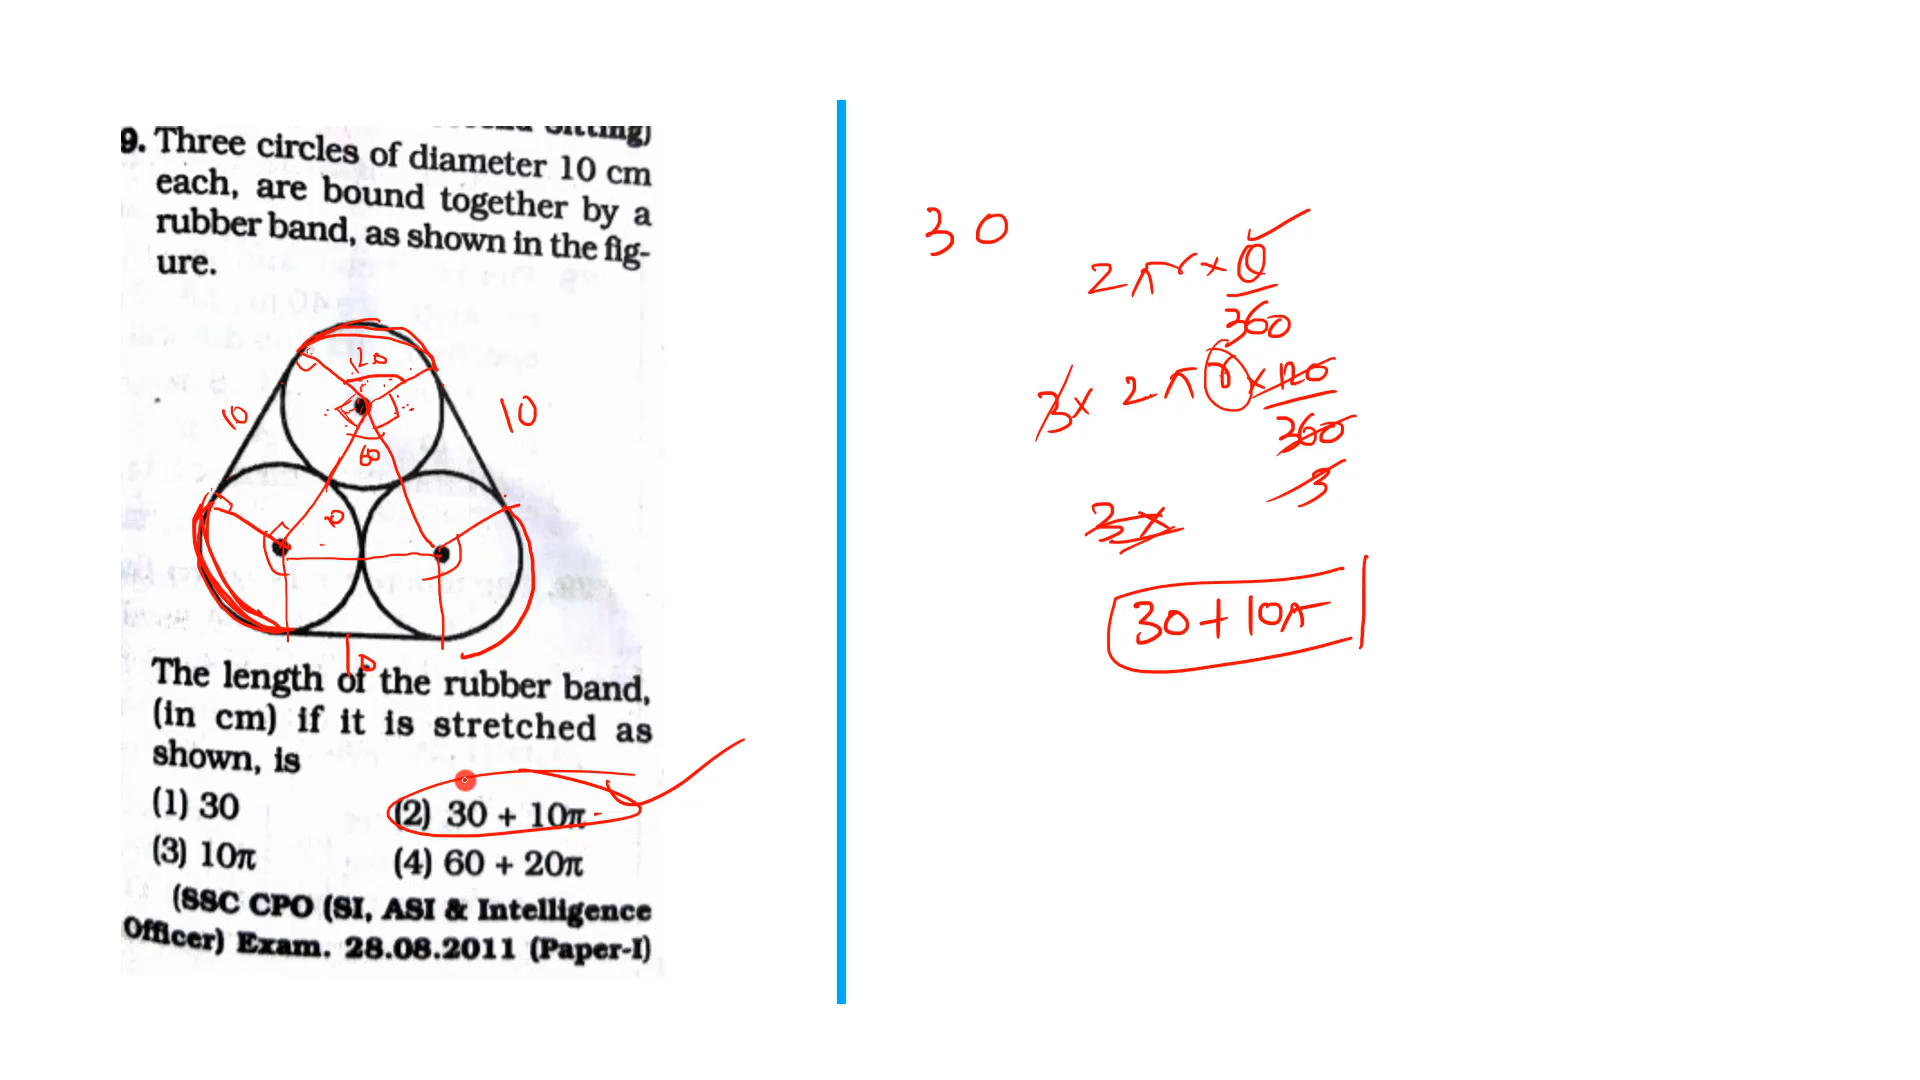 9. Three circles of diameter 10 cm
each, are bound together by a
rubber band, as shown in the fig-
ure.
120
10
10
60
10
10
The length of the rubber band,
(in cm) if it is stretched as
shown, is
(1) 30 (2) 30 + 10π
(3) 10π (4) 60 + 20π
(SSC CPO (SI, ASI & Intelligence
Officer) Exam. 28.08.2011 (Paper-I)
30
2πr × θ
360
3 × 2πr × 120
360
3
3 ×
30 + 10π